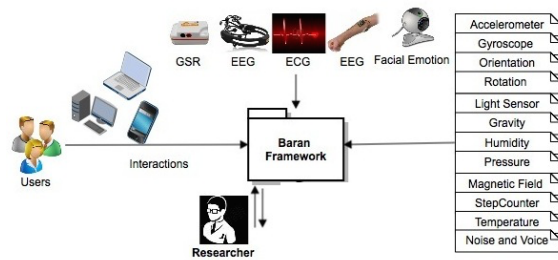 GSR EEG ECG EEG Facial Emotion
Users
Interactions
Baran
Framework
Researcher
Accelerometer
Gyroscope
Orientation
Rotation
Light Sensor
Gravity
Humidity
Pressure
Magnetic Field
StepCounter
Temperature
Noise and Voice